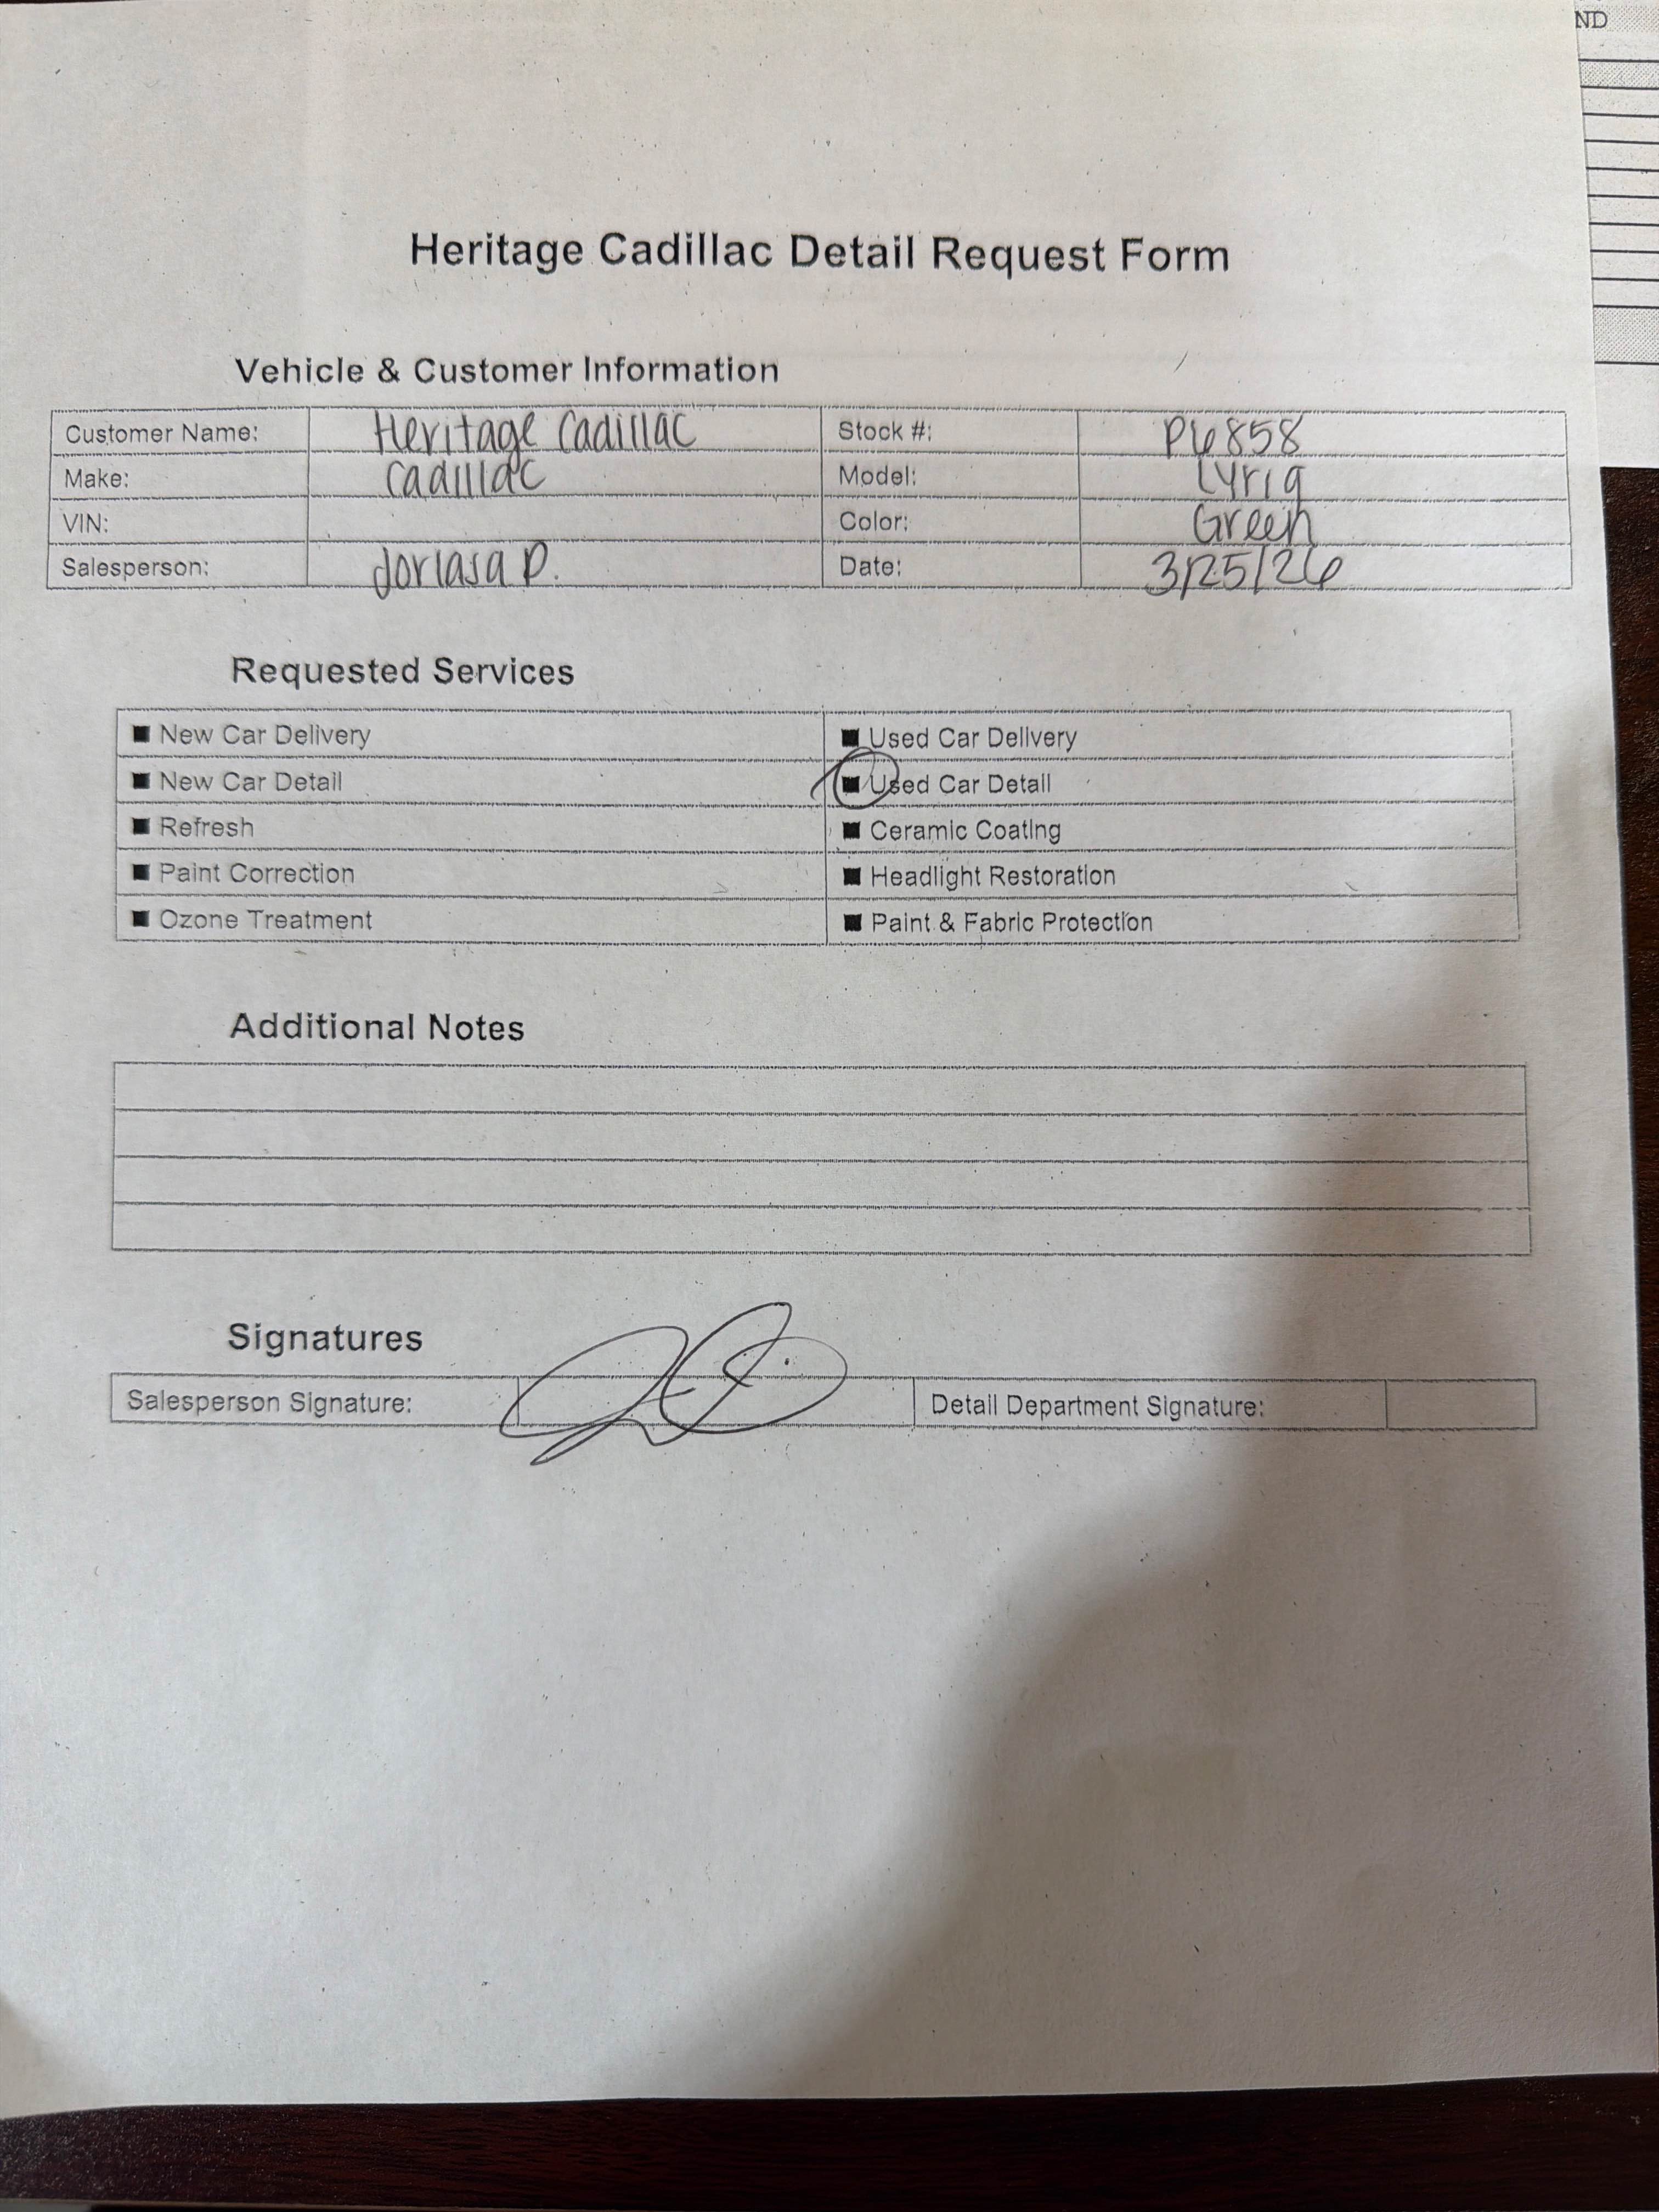 ND
Heritage Cadillac Detail Request Form
Vehicle & Customer Information
Customer Name: Heritage Cadillac Stock #: P6858
Make: Cadillac Model: Lyriq
VIN: Color: Green
Salesperson: D. Date: 3/25/26
Requested Services
New Car Delivery Used Car Delivery
New Car Detail Used Car Detail
Refresh Ceramic Coating
Paint Correction Headlight Restoration
Ozone Treatment Paint & Fabric Protection
Additional Notes
Signatures
Salesperson Signature: Detail Department Signature: